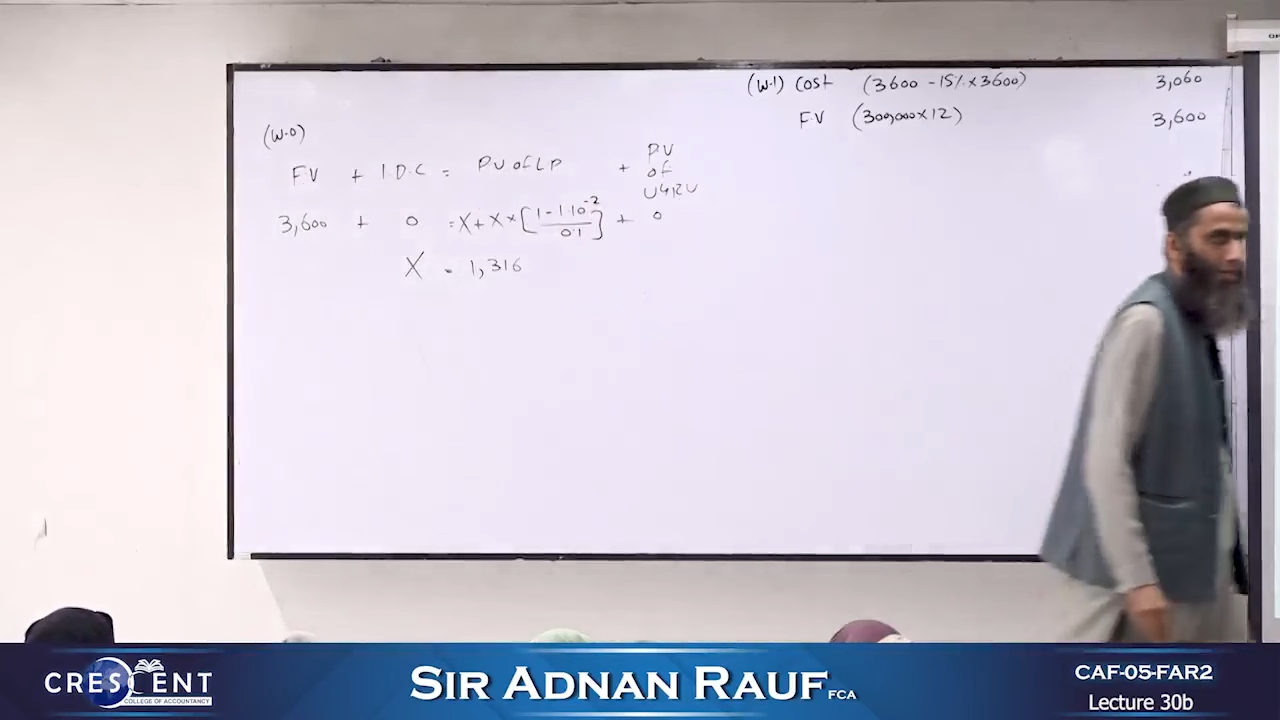 (W-1) Cost (3600 - 15% x 3600) 3,060
F.V (300,000 x 12) 3,600
(W-0)
F.V + I.D.C = PV of LP + PV of UGRV
3,600 + 0 = X + X x [1 - 1.10^-2 / 0.1] + 0
X = 1,316
CRESCENT
COLLEGE OF ACCOUNTANCY
SIR ADNAN RAUF FCA
CAF-05-FAR2
Lecture 30b